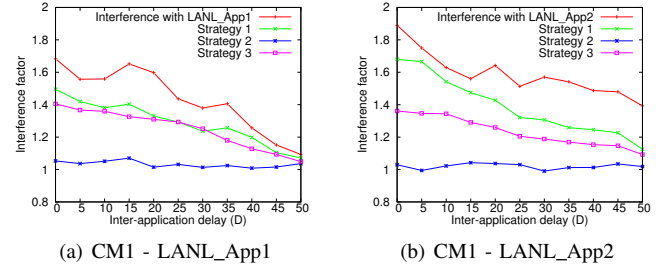 2
1.8
1.6
1.4
1.2
1
0.8
Interference factor
Interference with LANL_App1
Strategy 1
Strategy 2
Strategy 3
0 5 10 15 20 25 30 35 40 45 50
Inter-application delay (D)
(a) CM1 - LANL_App1
2
1.8
1.6
1.4
1.2
1
0.8
Interference factor
Interference with LANL_App2
Strategy 1
Strategy 2
Strategy 3
0 5 10 15 20 25 30 35 40 45 50
Inter-application delay (D)
(b) CM1 - LANL_App2